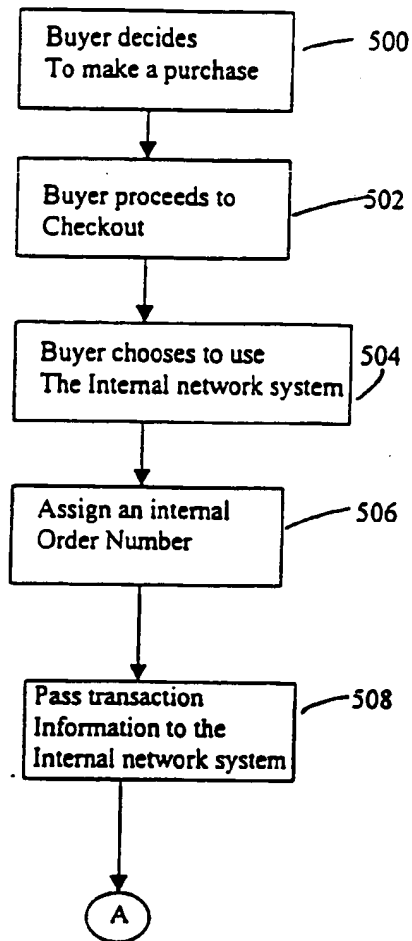 Buyer decides
To make a purchase
500
Buyer proceeds to
Checkout
502
Buyer chooses to use
The Internal network system
504
Assign an internal
Order Number
506
Pass transaction
Information to the
Internal network system
508
A